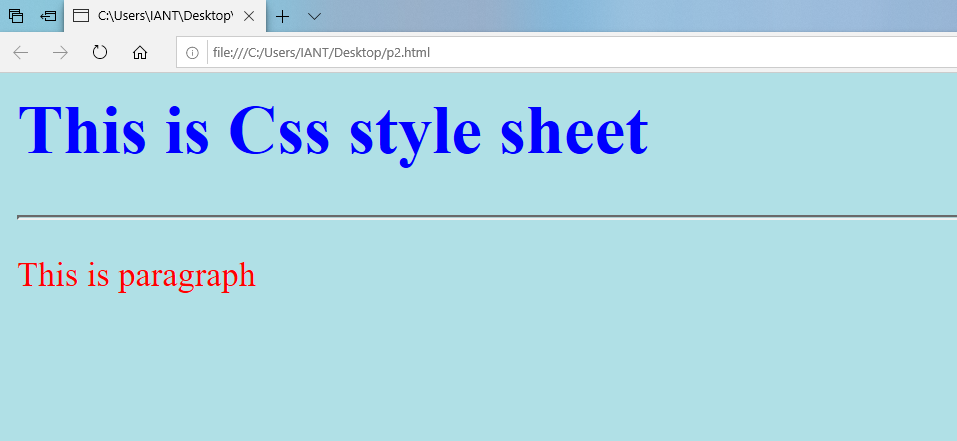 C:\Users\IANT\Desktop\
file:///C:/Users/IANT/Desktop/p2.html
This is Css style sheet
This is paragraph